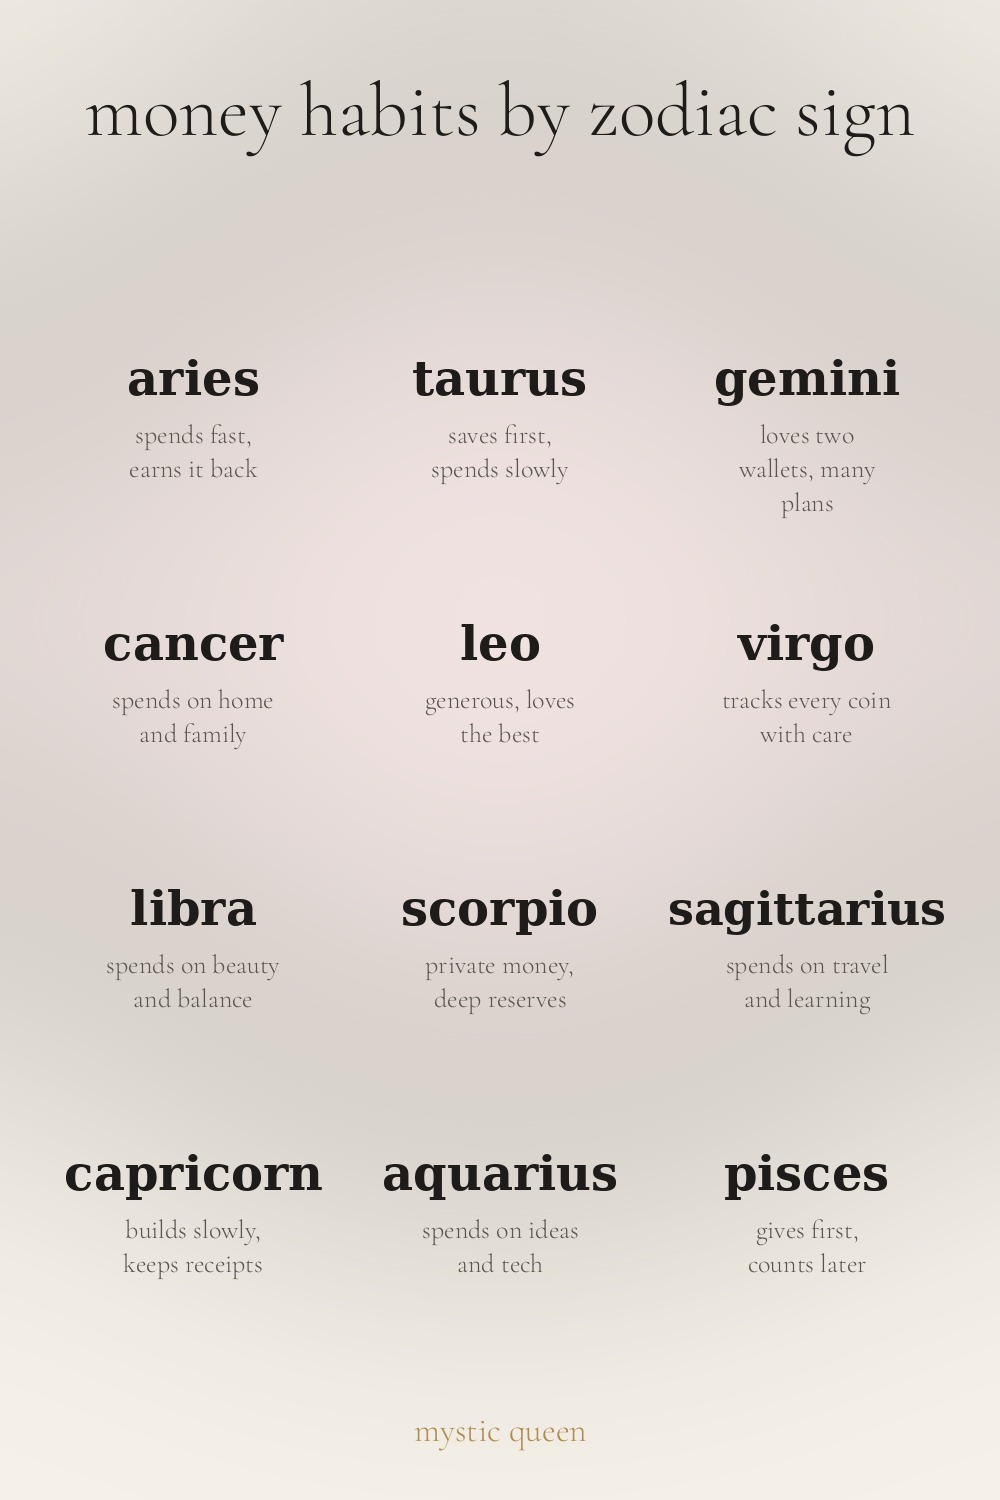 money habits by zodiac sign
aries
spends fast,
earns it back
taurus
saves first,
spends slowly
gemini
loves two
wallets, many
plans
cancer
spends on home
and family
leo
generous, loves
the best
virgo
tracks every coin
with care
libra
spends on beauty
and balance
scorpio
private money,
deep reserves
sagittarius
spends on travel
and learning
capricorn
builds slowly,
keeps receipts
aquarius
spends on ideas
and tech
pisces
gives first,
counts later
mystic queen